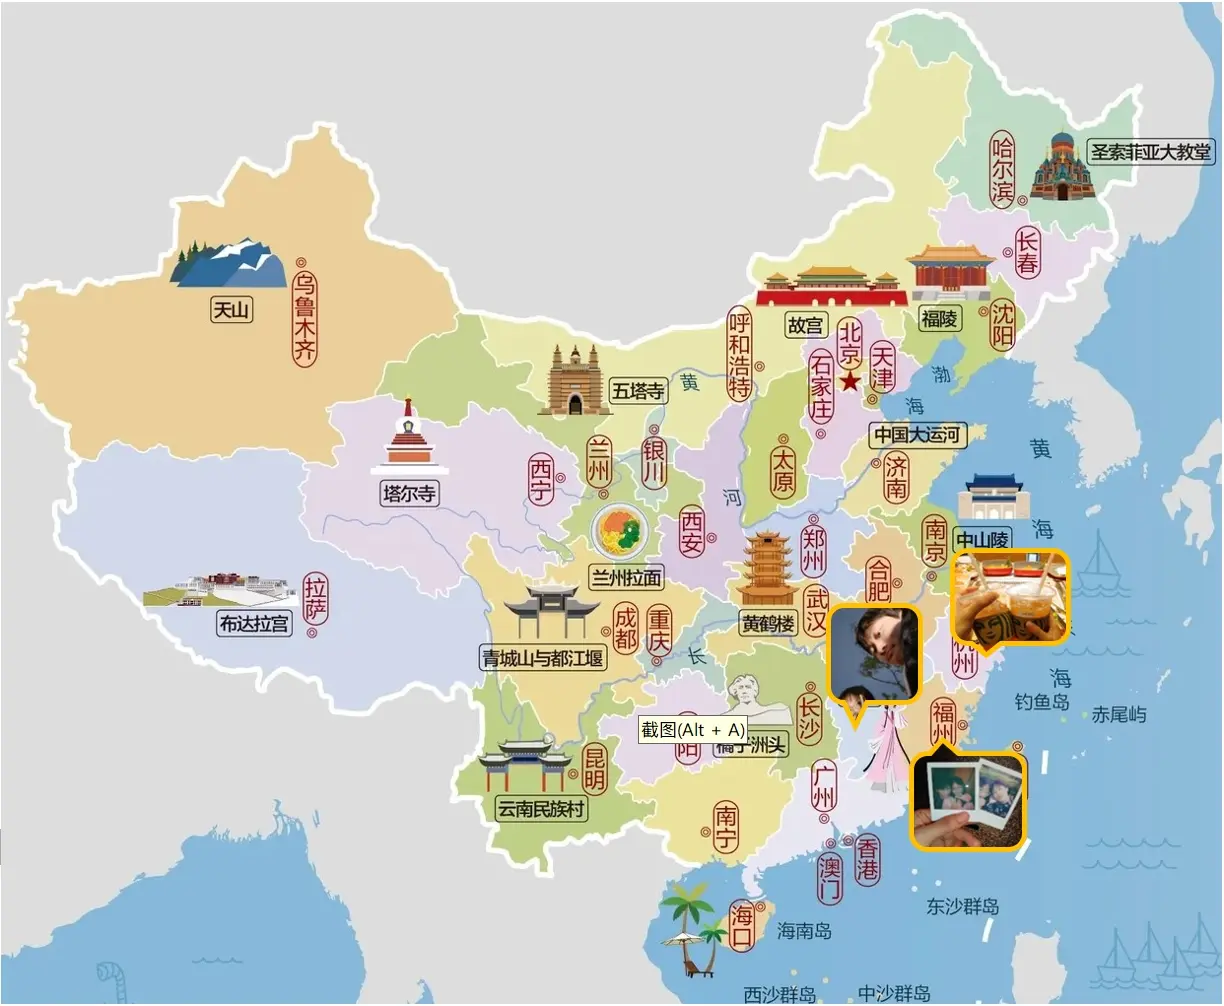 哈尔滨
圣索菲亚大教堂
长春
天山
乌鲁木齐
福陵
沈阳
故宫
呼和浩特
北京
天津
石家庄
渤
海
五塔寺
黄
中国大运河
黄
海
塔尔寺
西宁
兰州
银川
太原
济南
河
西安
郑州
南京
中山陵
合肥
兰州拉面
拉萨
布达拉宫
黄鹤楼
武汉
成都
重庆
青城山与都江堰
长
州
海
钓鱼岛
赤尾屿
长沙
福州
截图(Alt + A)
阳
橘子洲头
昆明
云南民族村
广州
南宁
香港
澳门
海口
海南岛
东沙群岛
西沙群岛
中沙群岛